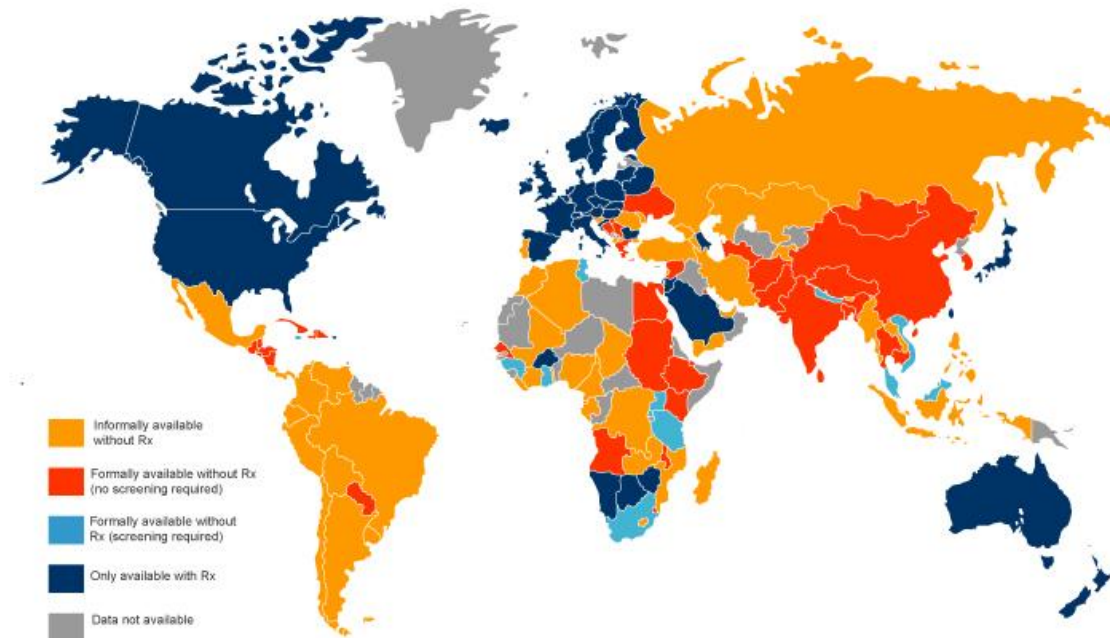 Informally available
without Rx
Formally available without Rx
(no screening required)
Formally available without
Rx (screening required)
Only available with Rx
Data not available